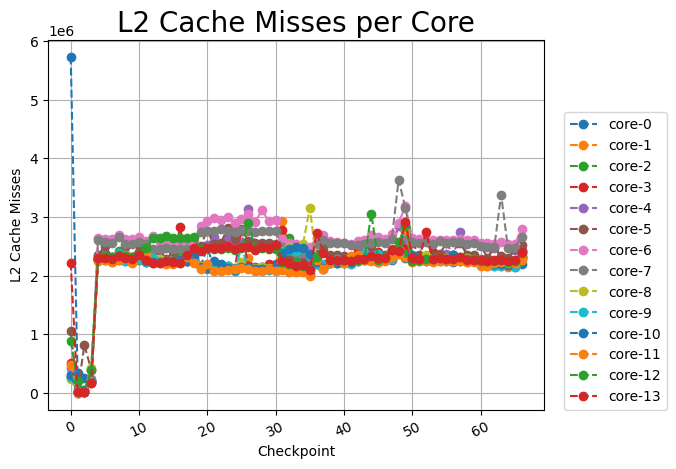 L2 Cache Misses per Core
1e6
6
5
4
3
2
1
0
L2 Cache Misses
0 10 20 30 40 50 60
Checkpoint
core-0
core-1
core-2
core-3
core-4
core-5
core-6
core-7
core-8
core-9
core-10
core-11
core-12
core-13